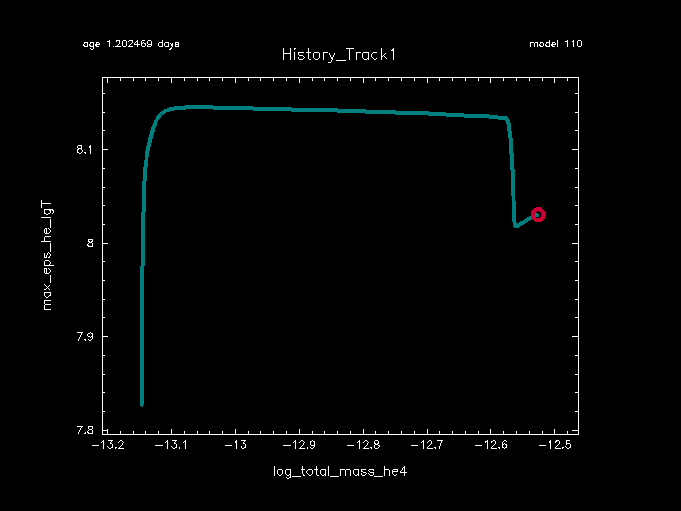 age 1.202469 days
model 110
History_Track1
max_eps_he_lgT
8.1
8
7.9
7.8
-13.2 -13.1 -13 -12.9 -12.8 -12.7 -12.6 -12.5
log_total_mass_he4